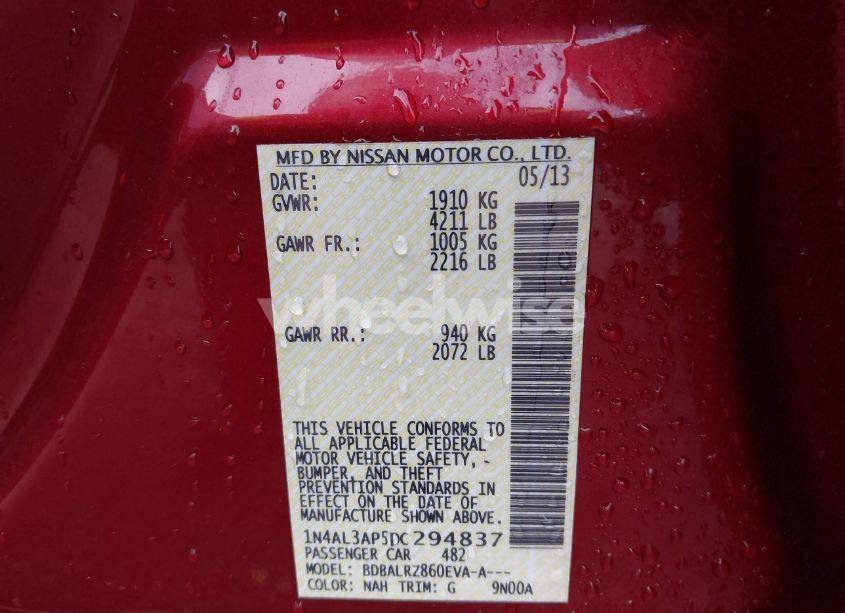 MFD BY NISSAN MOTOR CO., LTD.
DATE: 05/13
GVWR: 1910 KG
4211 LB
GAWR FR.: 1005 KG
2216 LB
wheelwise
GAWR RR.: 940 KG
2072 LB
THIS VEHICLE CONFORMS TO
ALL APPLICABLE FEDERAL
MOTOR VEHICLE SAFETY,
BUMPER, AND THEFT
PREVENTION STANDARDS IN
EFFECT ON THE DATE OF
MANUFACTURE SHOWN ABOVE.
1N4AL3AP5DC294837
PASSENGER CAR 482
MODEL: BDBALRZ860EVA-A---
COLOR: NAH TRIM: G 9N00A